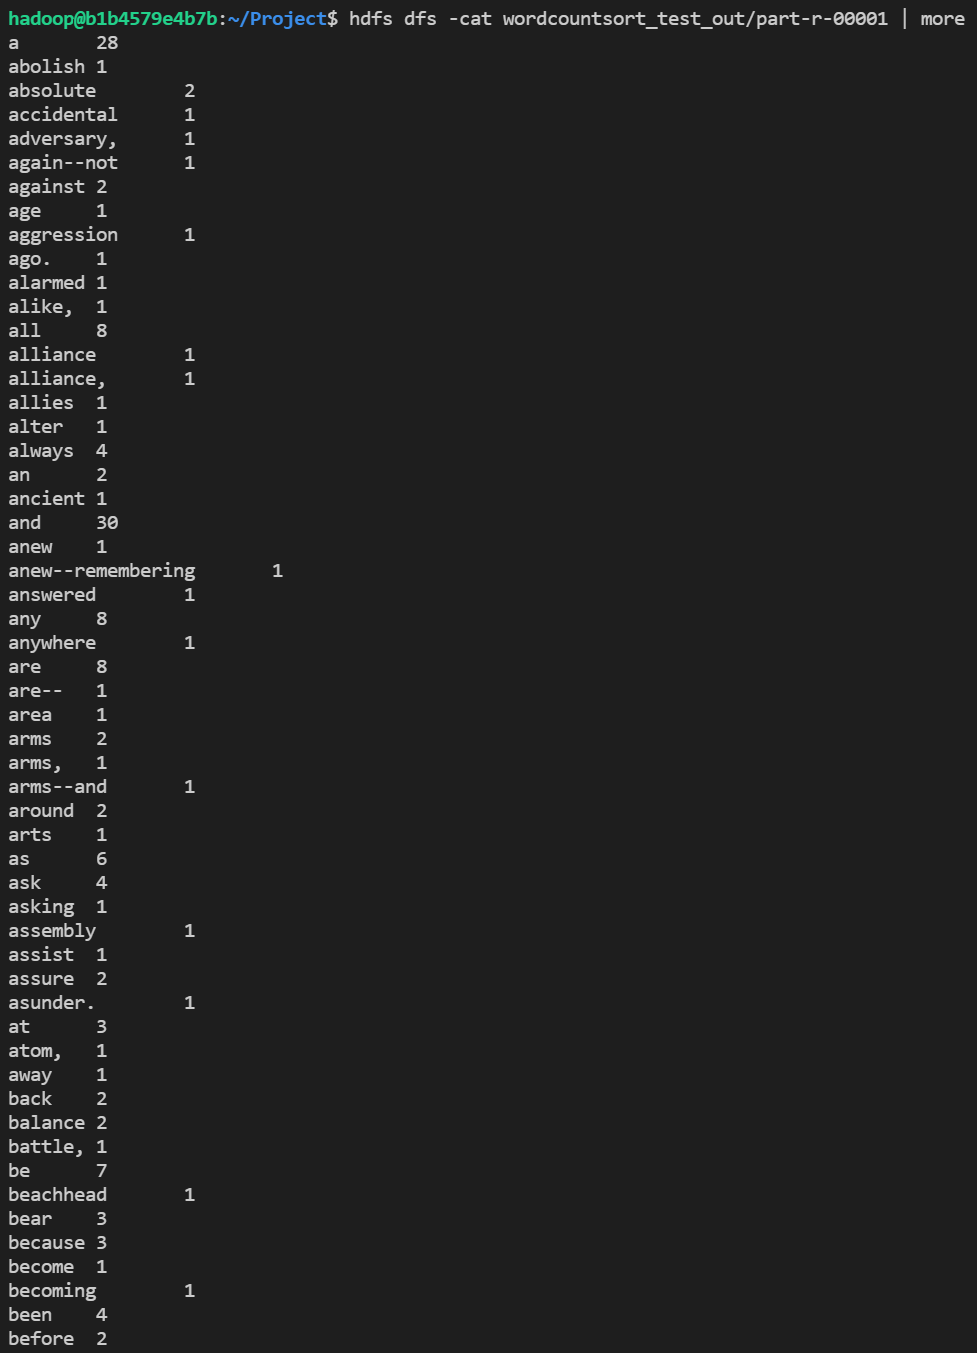 hadoop@b1b4579e4b7b:~/Project$ hdfs dfs -cat wordcountsort_test_out/part-r-00001 | more
a 28
abolish 1
absolute 2
accidental 1
adversary, 1
again--not 1
against 2
age 1
aggression 1
ago. 1
alarmed 1
alike, 1
all 8
alliance 1
alliance, 1
allies 1
alter 1
always 4
an 2
ancient 1
and 30
anew 1
anew--remembering 1
answered 1
any 8
anywhere 1
are 8
are-- 1
area 1
arms 2
arms, 1
arms--and 1
around 2
arts 1
as 6
ask 4
asking 1
assembly 1
assist 1
assure 2
asunder. 1
at 3
atom, 1
away 1
back 2
balance 2
battle, 1
be 7
beachhead 1
bear 3
because 3
become 1
becoming 1
been 4
before 2